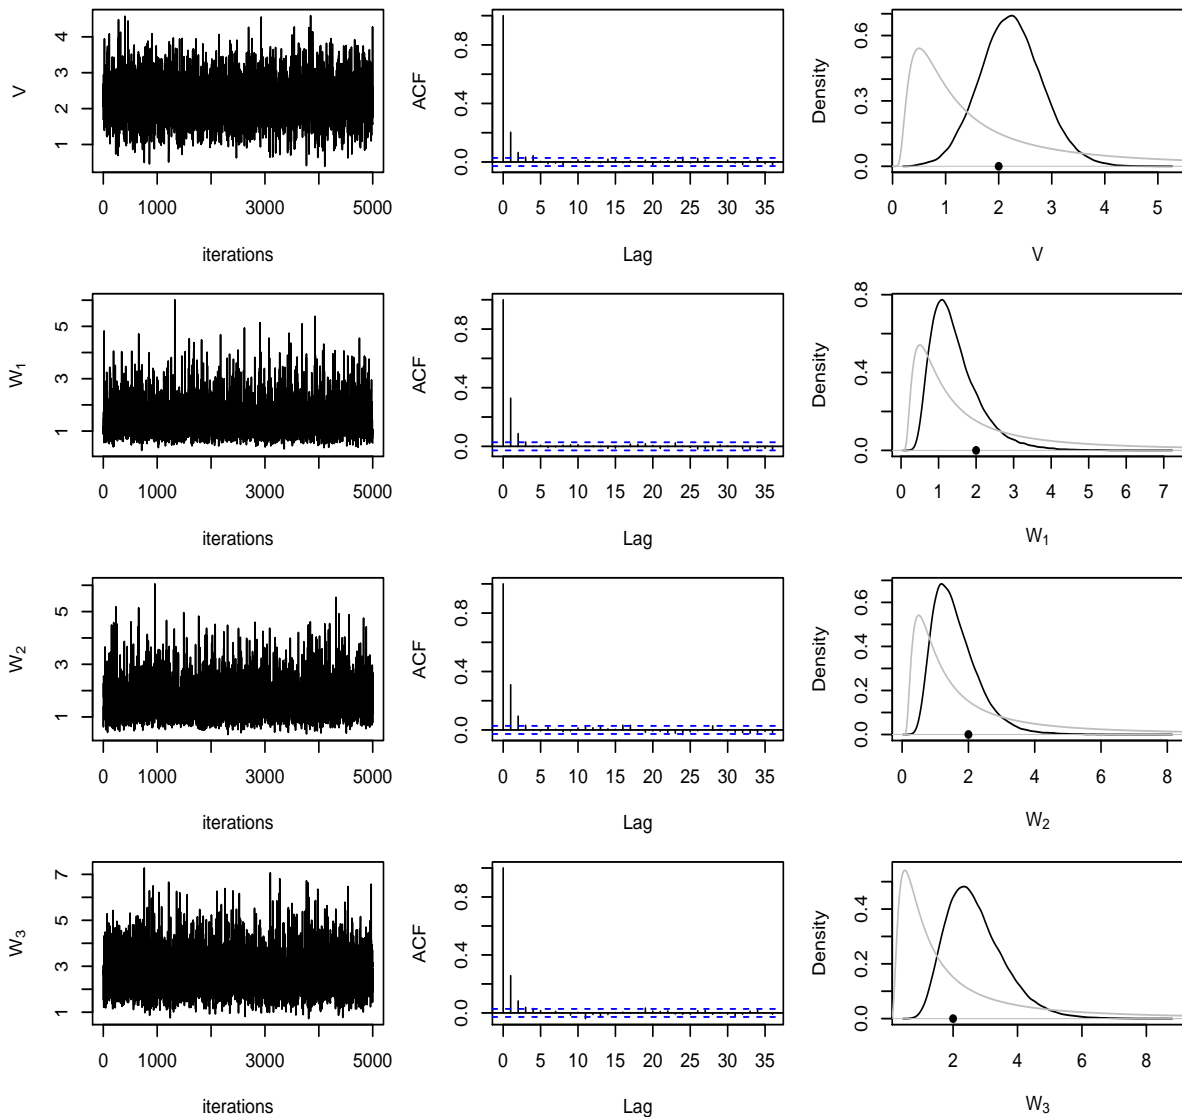 V
1 2 3 4
0 1000 3000 5000
iterations
ACF
0.0 0.4 0.8
0 5 10 15 20 25 30 35
Lag
Density
0.0 0.3 0.6
0 1 2 3 4 5
V
W₁
1 3 5
0 1000 3000 5000
iterations
ACF
0.0 0.4 0.8
0 5 10 15 20 25 30 35
Lag
Density
0.0 0.4 0.8
0 1 2 3 4 5 6 7
W₁
W₂
1 3 5
0 1000 3000 5000
iterations
ACF
0.0 0.4 0.8
0 5 10 15 20 25 30 35
Lag
Density
0.0 0.2 0.4 0.6
0 2 4 6 8
W₂
W₃
1 3 5 7
0 1000 3000 5000
iterations
ACF
0.0 0.4 0.8
0 5 10 15 20 25 30 35
Lag
Density
0.0 0.2 0.4
2 4 6 8
W₃